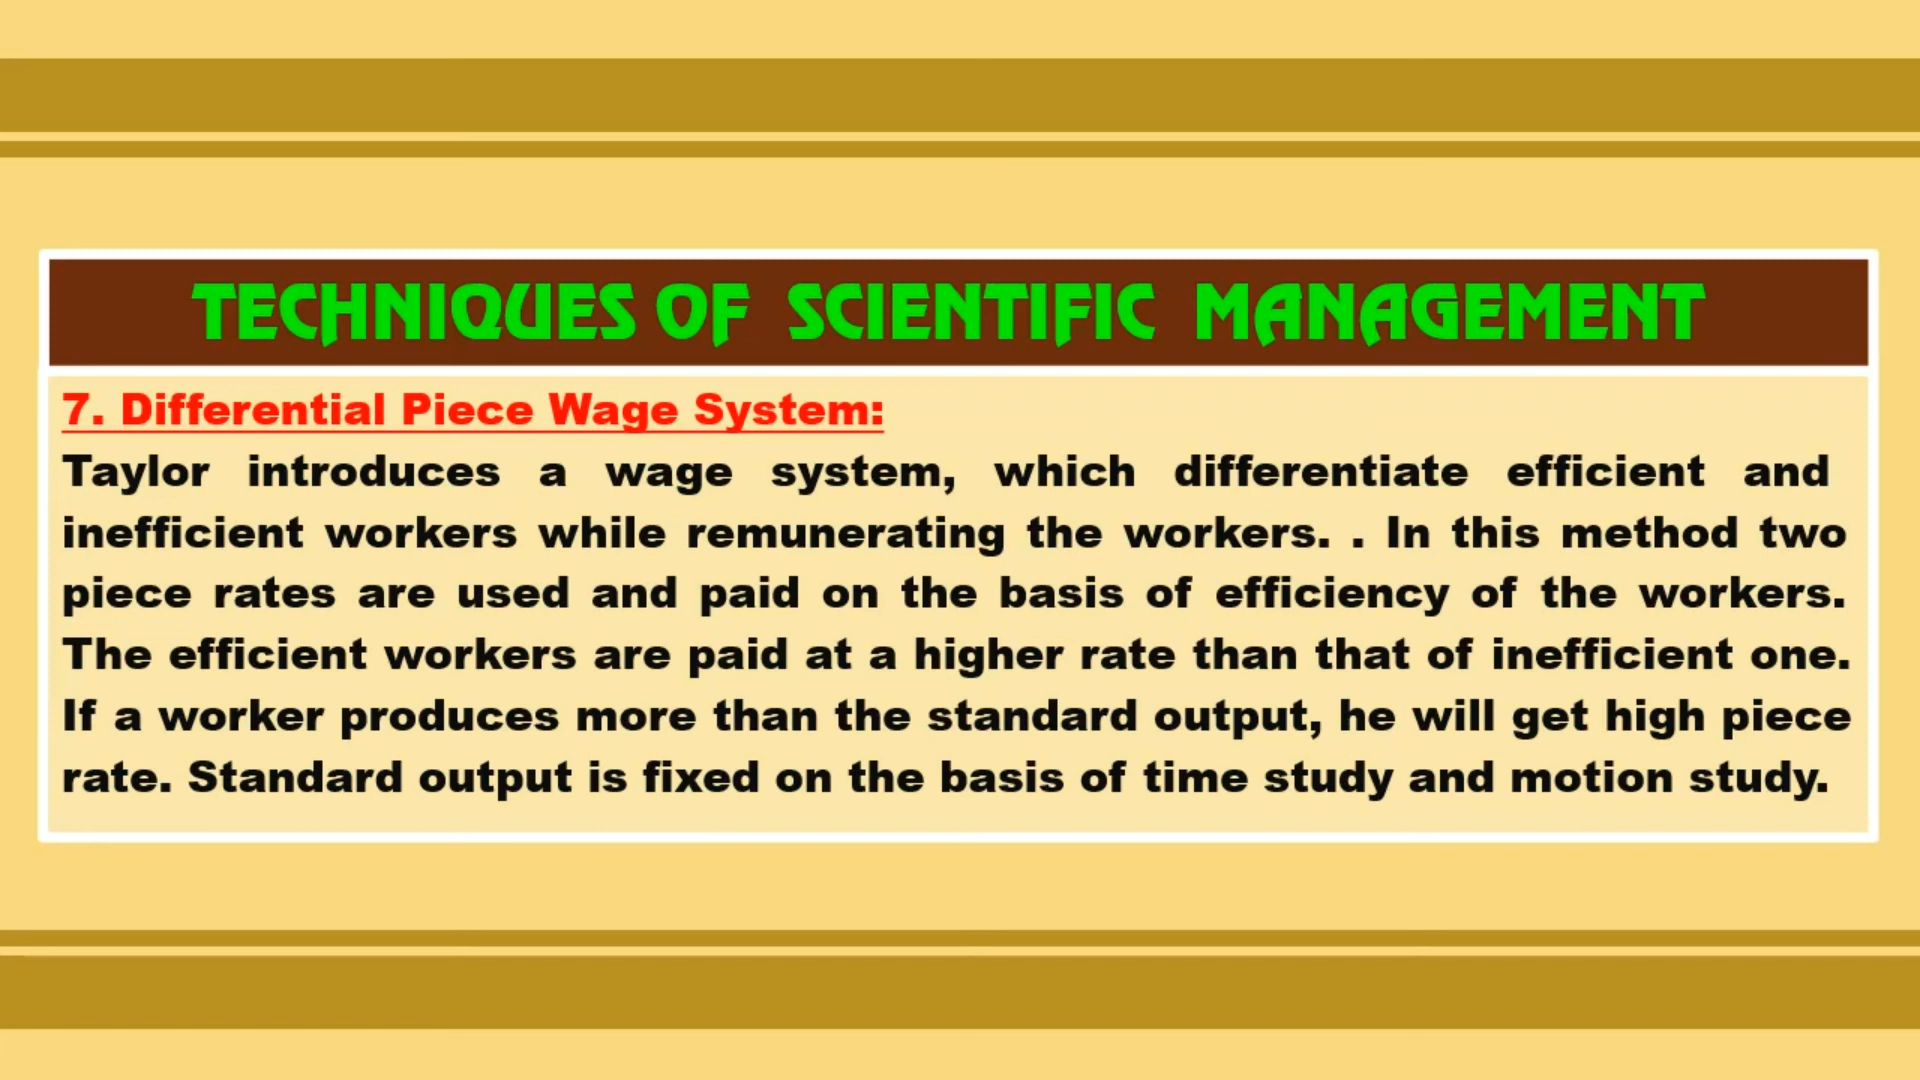 TECHNIQUES OF SCIENTIFIC MANAGEMENT
7. Differential Piece Wage System:
Taylor introduces a wage system, which differentiate efficient and
inefficient workers while remunerating the workers. . In this method two
piece rates are used and paid on the basis of efficiency of the workers.
The efficient workers are paid at a higher rate than that of inefficient one.
If a worker produces more than the standard output, he will get high piece
rate. Standard output is fixed on the basis of time study and motion study.